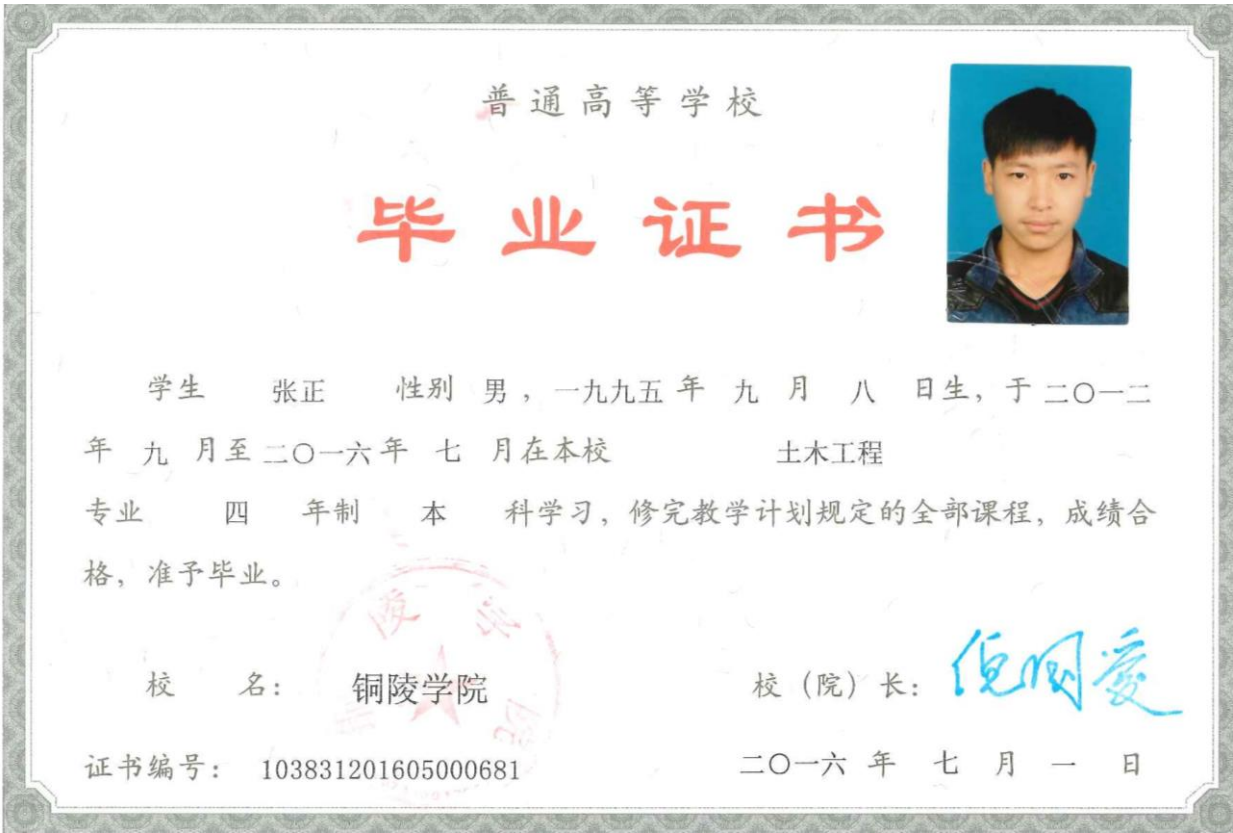 普通高等学校
毕业证书
学生 张正 性别 男，一九九五 年 九 月 八 日生，于 二〇一二
年 九 月至 二〇一六 年 七 月在本校 土木工程
专业 四 年制 本 科学习，修完教学计划规定的全部课程，成绩合
格，准予毕业。
校 名： 铜陵学院 校（院）长： 倪国爱
证书编号： 103831201605000681 二〇一六 年 七 月 一 日